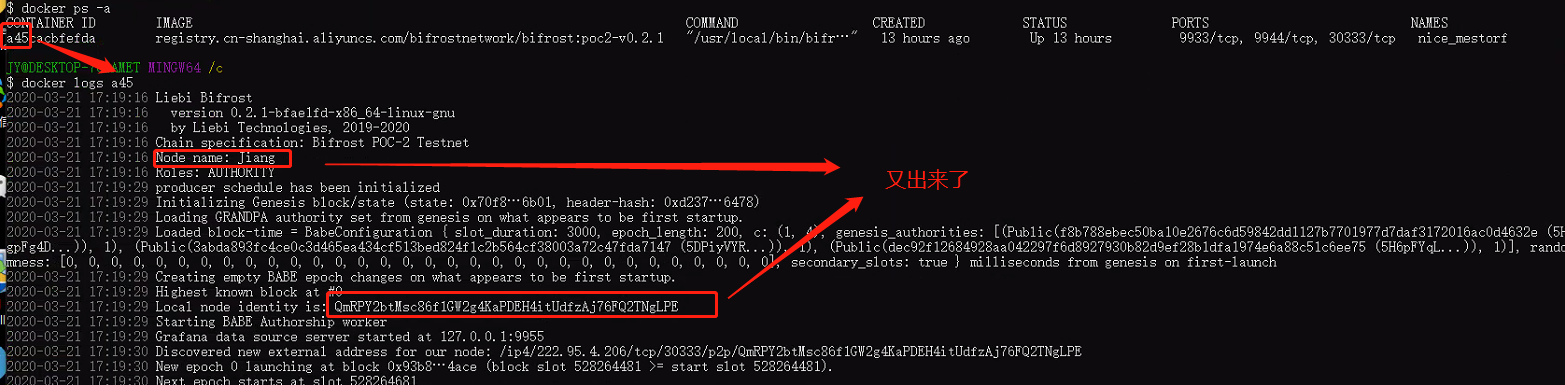 $ docker ps -a
CONTAINER ID IMAGE COMMAND CREATED STATUS PORTS NAMES
a45cacbfefda registry.cn-shanghai.aliyuncs.com/bifrostnetwork/bifrost:poc2-v0.2.1 "/usr/local/bin/bifr…" 13 hours ago Up 13 hours 9933/tcp, 9944/tcp, 30333/tcp nice_mestorf
MINGW64 /c
$ docker logs a45
2020-03-21 17:19:16 Liebi Bifrost
2020-03-21 17:19:16 version 0.2.1-bfae1fd-x86_64-linux-gnu
2020-03-21 17:19:16 by Liebi Technologies, 2019-2020
2020-03-21 17:19:16 Chain specification: Bifrost POC-2 Testnet
2020-03-21 17:19:16 Node name: Jiang
2020-03-21 17:19:16 Roles: AUTHORITY
又出来了
2020-03-21 17:19:29 producer schedule has been initialized
2020-03-21 17:19:29 Initializing Genesis block/state (state: 0x70f8…6b01, header-hash: 0xd237…6478)
2020-03-21 17:19:29 Loading GRANDPA authority set from genesis on what appears to be first startup.
2020-03-21 17:19:29 Loaded block-time = BabeConfiguration { slot_duration: 3000, epoch_length: 200, c: (1, 4), genesis_authorities: [(Public(f8b788ebec50ba10e2676c6d59842dd1127b7701977d7daf3172016ac0d4632e (5H
gpFg4D...)), 1), (Public(3abda893fc4ce0c3d465ea434cf513bed824f1c2b564cf38003a72c47fda7147 (5DPiyVYR...)), 1), (Public(dec92f12684928aa042297f6d8927930b82d9ef28b1dfa1974e6a88c51c6ee75 (5H6pFYqL...)), 1)], rando
mness: [0, 0, 0, 0, 0, 0, 0, 0, 0, 0, 0, 0, 0, 0, 0, 0, 0, 0, 0, 0, 0, 0, 0, 0, 0, 0, 0, 0, 0, 0, 0, 0], secondary_slots: true } milliseconds from genesis on first-launch
2020-03-21 17:19:29 Creating empty BABE epoch changes on what appears to be first startup.
2020-03-21 17:19:29 Highest known block at #0
2020-03-21 17:19:29 Local node identity is: QmRPY2btMsc86f1GW2g4KaPDEH4itUdfzAj76FQ2TNgLPE
2020-03-21 17:19:29 Starting BABE Authorship worker
2020-03-21 17:19:29 Grafana data source server started at 127.0.0.1:9955
2020-03-21 17:19:30 Discovered new external address for our node: /ip4/222.95.4.206/tcp/30333/p2p/QmRPY2btMsc86f1GW2g4KaPDEH4itUdfzAj76FQ2TNgLPE
2020-03-21 17:19:30 New epoch 0 launching at block 0x93b8…4ace (block slot 528264481 >= start slot 528264481).
2020-03-21 17:19:30 Next epoch starts at slot 528264681